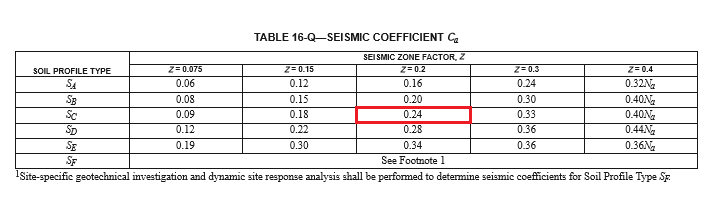 TABLE 16-Q—SEISMIC COEFFICIENT Ca
SOIL PROFILE TYPE SEISMIC ZONE FACTOR, Z
Z = 0.075 Z = 0.15 Z = 0.2 Z = 0.3 Z = 0.4
SA 0.06 0.12 0.16 0.24 0.32Na
SB 0.08 0.15 0.20 0.30 0.40Na
SC 0.09 0.18 0.24 0.33 0.40Na
SD 0.12 0.22 0.28 0.36 0.44Na
SE 0.19 0.30 0.34 0.36 0.36Na
SF See Footnote 1
1Site-specific geotechnical investigation and dynamic site response analysis shall be performed to determine seismic coefficients for Soil Profile Type SF.